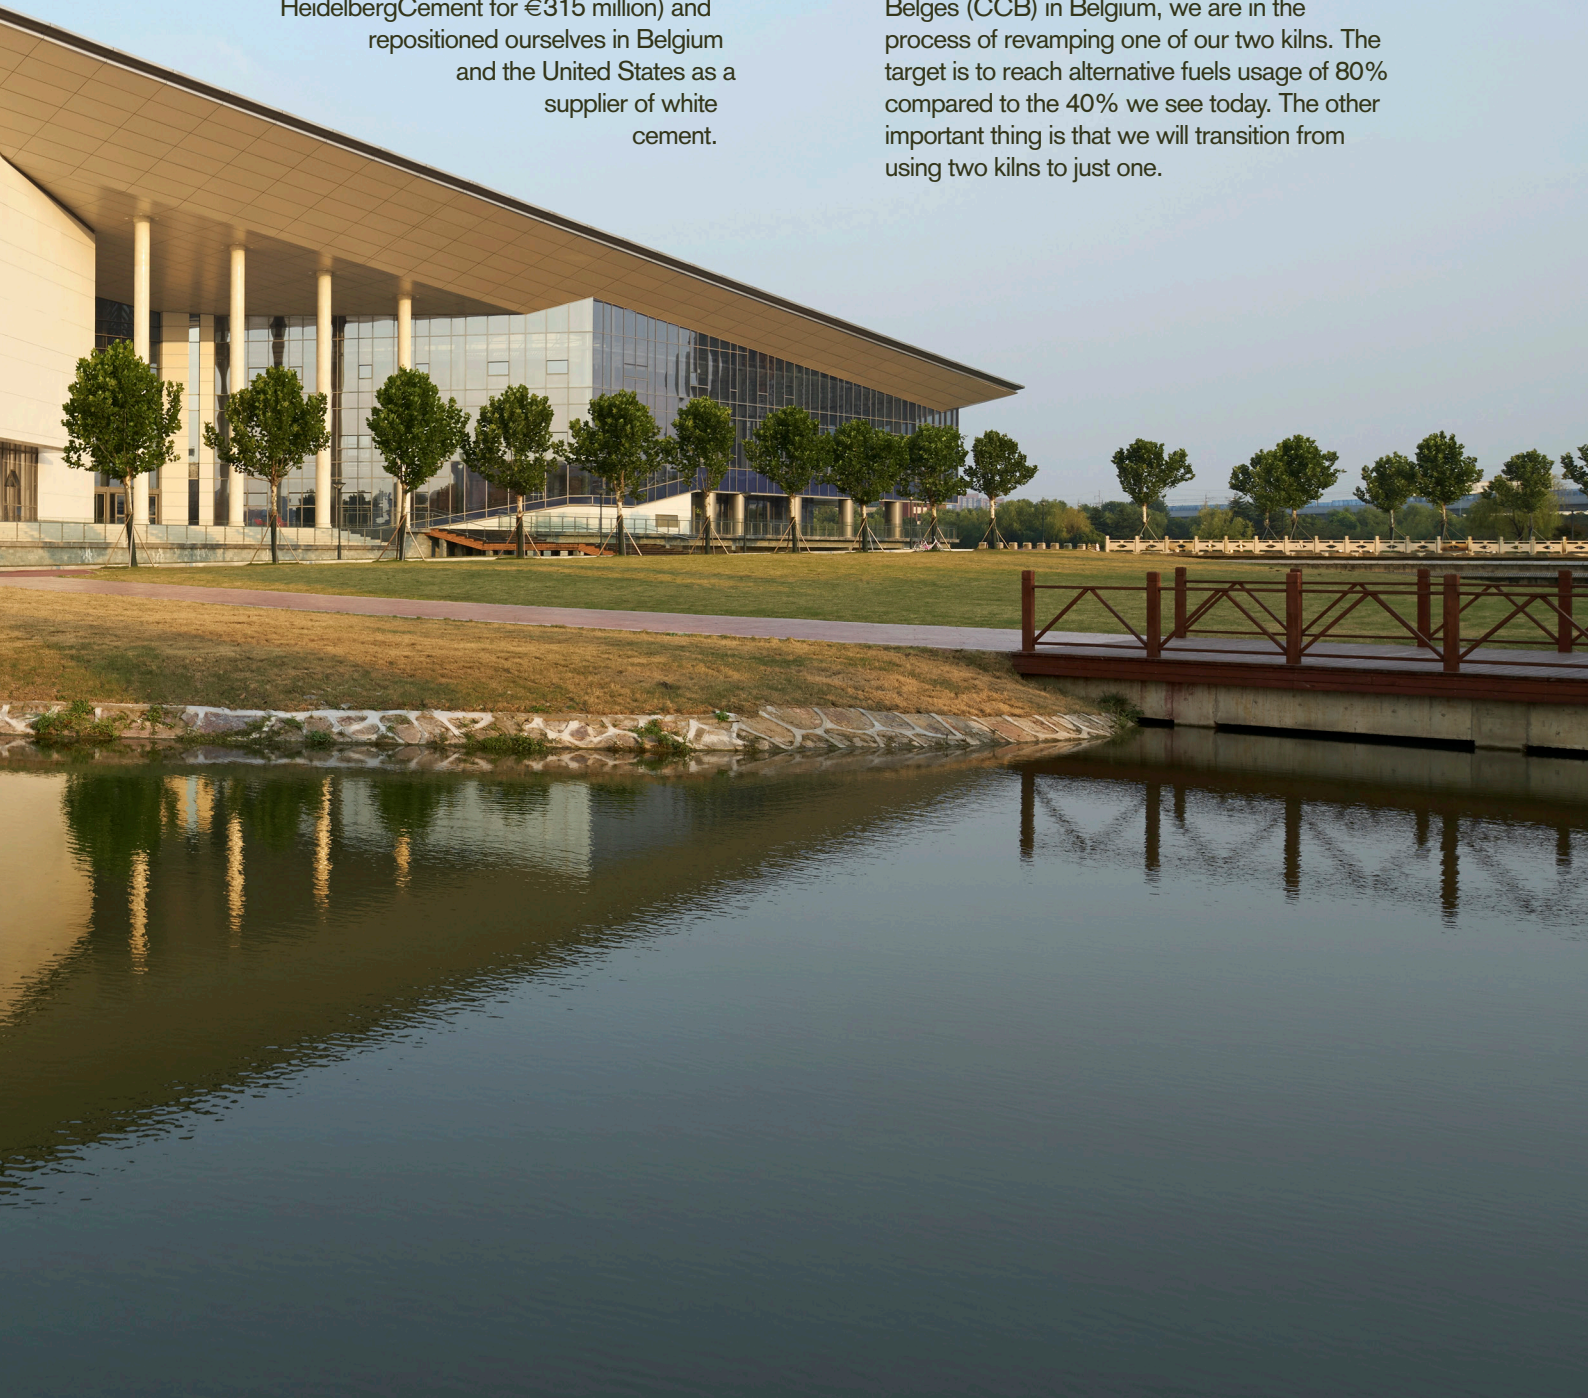 HeidelbergCement for €315 million) and
repositioned ourselves in Belgium
and the United States as a
supplier of white
cement.
Belges (CCB) in Belgium, we are in the
process of revamping one of our two kilns. The
target is to reach alternative fuels usage of 80%
compared to the 40% we see today. The other
important thing is that we will transition from
using two kilns to just one.